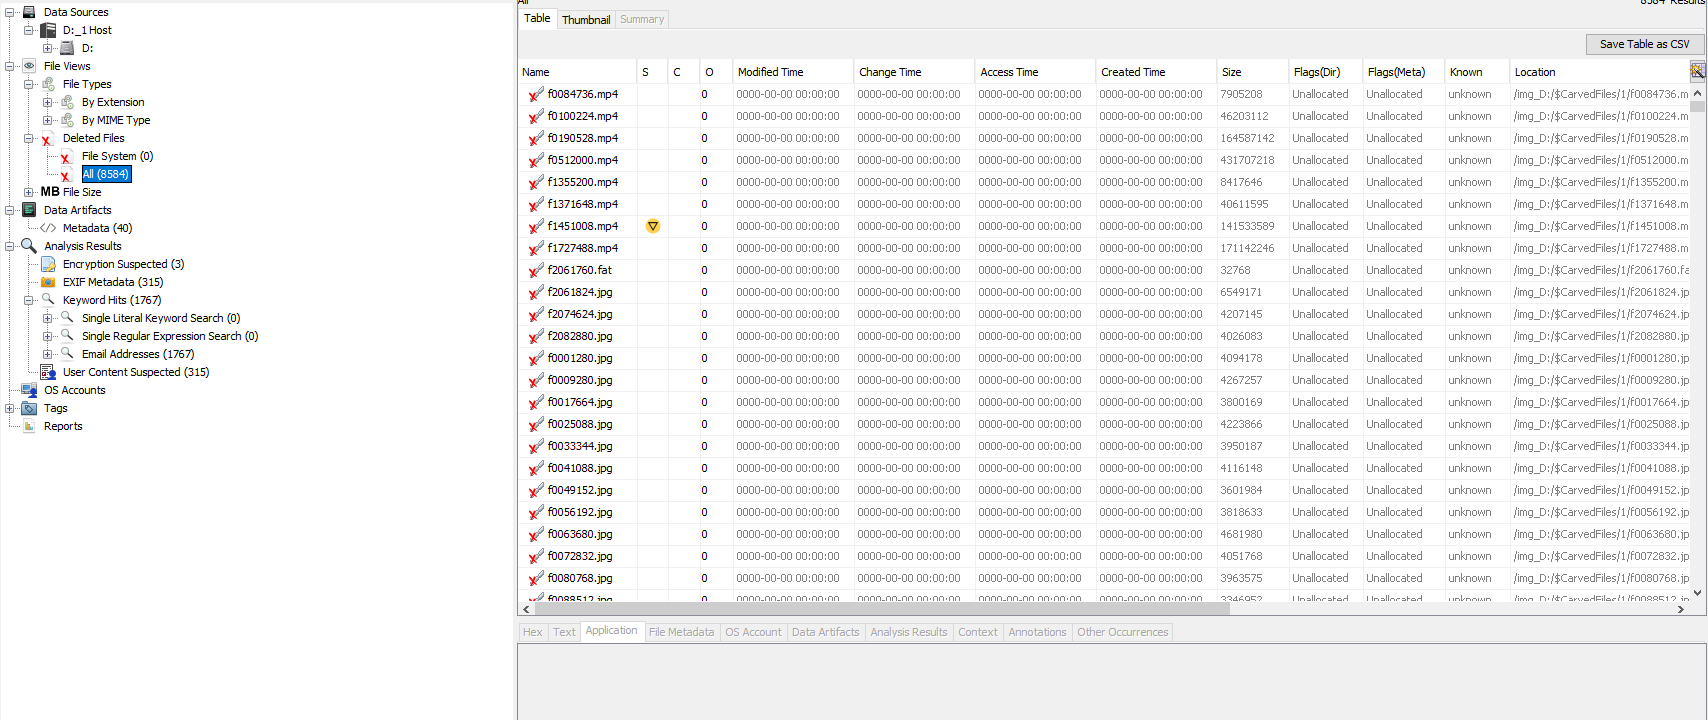 Data Sources
D:_1 Host
D:
File Views
File Types
By Extension
By MIME Type
Deleted Files
File System (0)
All (8584)
MB File Size
Data Artifacts
Metadata (40)
Analysis Results
Encryption Suspected (3)
EXIF Metadata (315)
Keyword Hits (1767)
Single Literal Keyword Search (0)
Single Regular Expression Search (0)
Email Addresses (1767)
User Content Suspected (315)
OS Accounts
Tags
Reports
All 8584 Results
Table Thumbnail Summary
Save Table as CSV
Name S C O Modified Time Change Time Access Time Created Time Size Flags(Dir) Flags(Meta) Known Location
f0084736.mp4 0 0000-00-00 00:00:00 0000-00-00 00:00:00 0000-00-00 00:00:00 0000-00-00 00:00:00 7905208 Unallocated Unallocated unknown /img_D:/$CarvedFiles/1/f0084736.m
f0100224.mp4 0 0000-00-00 00:00:00 0000-00-00 00:00:00 0000-00-00 00:00:00 0000-00-00 00:00:00 46203112 Unallocated Unallocated unknown /img_D:/$CarvedFiles/1/f0100224.m
f0190528.mp4 0 0000-00-00 00:00:00 0000-00-00 00:00:00 0000-00-00 00:00:00 0000-00-00 00:00:00 164587142 Unallocated Unallocated unknown /img_D:/$CarvedFiles/1/f0190528.m
f0512000.mp4 0 0000-00-00 00:00:00 0000-00-00 00:00:00 0000-00-00 00:00:00 0000-00-00 00:00:00 431707218 Unallocated Unallocated unknown /img_D:/$CarvedFiles/1/f0512000.m
f1355200.mp4 0 0000-00-00 00:00:00 0000-00-00 00:00:00 0000-00-00 00:00:00 0000-00-00 00:00:00 8417646 Unallocated Unallocated unknown /img_D:/$CarvedFiles/1/f1355200.m
f1371648.mp4 0 0000-00-00 00:00:00 0000-00-00 00:00:00 0000-00-00 00:00:00 0000-00-00 00:00:00 40611595 Unallocated Unallocated unknown /img_D:/$CarvedFiles/1/f1371648.m
f1451008.mp4 0 0000-00-00 00:00:00 0000-00-00 00:00:00 0000-00-00 00:00:00 0000-00-00 00:00:00 141533589 Unallocated Unallocated unknown /img_D:/$CarvedFiles/1/f1451008.m
f1727488.mp4 0 0000-00-00 00:00:00 0000-00-00 00:00:00 0000-00-00 00:00:00 0000-00-00 00:00:00 171142246 Unallocated Unallocated unknown /img_D:/$CarvedFiles/1/f1727488.m
f2061760.fat 0 0000-00-00 00:00:00 0000-00-00 00:00:00 0000-00-00 00:00:00 0000-00-00 00:00:00 32768 Unallocated Unallocated unknown /img_D:/$CarvedFiles/1/f2061760.fa
f2061824.jpg 0 0000-00-00 00:00:00 0000-00-00 00:00:00 0000-00-00 00:00:00 0000-00-00 00:00:00 6549171 Unallocated Unallocated unknown /img_D:/$CarvedFiles/1/f2061824.jp
f2074624.jpg 0 0000-00-00 00:00:00 0000-00-00 00:00:00 0000-00-00 00:00:00 0000-00-00 00:00:00 4207145 Unallocated Unallocated unknown /img_D:/$CarvedFiles/1/f2074624.jp
f2082880.jpg 0 0000-00-00 00:00:00 0000-00-00 00:00:00 0000-00-00 00:00:00 0000-00-00 00:00:00 4026083 Unallocated Unallocated unknown /img_D:/$CarvedFiles/1/f2082880.jp
f0001280.jpg 0 0000-00-00 00:00:00 0000-00-00 00:00:00 0000-00-00 00:00:00 0000-00-00 00:00:00 4094178 Unallocated Unallocated unknown /img_D:/$CarvedFiles/1/f0001280.jp
f0009280.jpg 0 0000-00-00 00:00:00 0000-00-00 00:00:00 0000-00-00 00:00:00 0000-00-00 00:00:00 4267257 Unallocated Unallocated unknown /img_D:/$CarvedFiles/1/f0009280.jp
f0017664.jpg 0 0000-00-00 00:00:00 0000-00-00 00:00:00 0000-00-00 00:00:00 0000-00-00 00:00:00 3800169 Unallocated Unallocated unknown /img_D:/$CarvedFiles/1/f0017664.jp
f0025088.jpg 0 0000-00-00 00:00:00 0000-00-00 00:00:00 0000-00-00 00:00:00 0000-00-00 00:00:00 4223866 Unallocated Unallocated unknown /img_D:/$CarvedFiles/1/f0025088.jp
f0033344.jpg 0 0000-00-00 00:00:00 0000-00-00 00:00:00 0000-00-00 00:00:00 0000-00-00 00:00:00 3950187 Unallocated Unallocated unknown /img_D:/$CarvedFiles/1/f0033344.jp
f0041088.jpg 0 0000-00-00 00:00:00 0000-00-00 00:00:00 0000-00-00 00:00:00 0000-00-00 00:00:00 4116148 Unallocated Unallocated unknown /img_D:/$CarvedFiles/1/f0041088.jp
f0049152.jpg 0 0000-00-00 00:00:00 0000-00-00 00:00:00 0000-00-00 00:00:00 0000-00-00 00:00:00 3601984 Unallocated Unallocated unknown /img_D:/$CarvedFiles/1/f0049152.jp
f0056192.jpg 0 0000-00-00 00:00:00 0000-00-00 00:00:00 0000-00-00 00:00:00 0000-00-00 00:00:00 3818633 Unallocated Unallocated unknown /img_D:/$CarvedFiles/1/f0056192.jp
f0063680.jpg 0 0000-00-00 00:00:00 0000-00-00 00:00:00 0000-00-00 00:00:00 0000-00-00 00:00:00 4681980 Unallocated Unallocated unknown /img_D:/$CarvedFiles/1/f0063680.jp
f0072832.jpg 0 0000-00-00 00:00:00 0000-00-00 00:00:00 0000-00-00 00:00:00 0000-00-00 00:00:00 4051768 Unallocated Unallocated unknown /img_D:/$CarvedFiles/1/f0072832.jp
f0080768.jpg 0 0000-00-00 00:00:00 0000-00-00 00:00:00 0000-00-00 00:00:00 0000-00-00 00:00:00 3963575 Unallocated Unallocated unknown /img_D:/$CarvedFiles/1/f0080768.jp
f0088512.jpg 0 0000-00-00 00:00:00 0000-00-00 00:00:00 0000-00-00 00:00:00 0000-00-00 00:00:00 3346952 Unallocated Unallocated unknown /img_D:/$CarvedFiles/1/f0088512.jp
Hex Text Application File Metadata OS Account Data Artifacts Analysis Results Context Annotations Other Occurrences